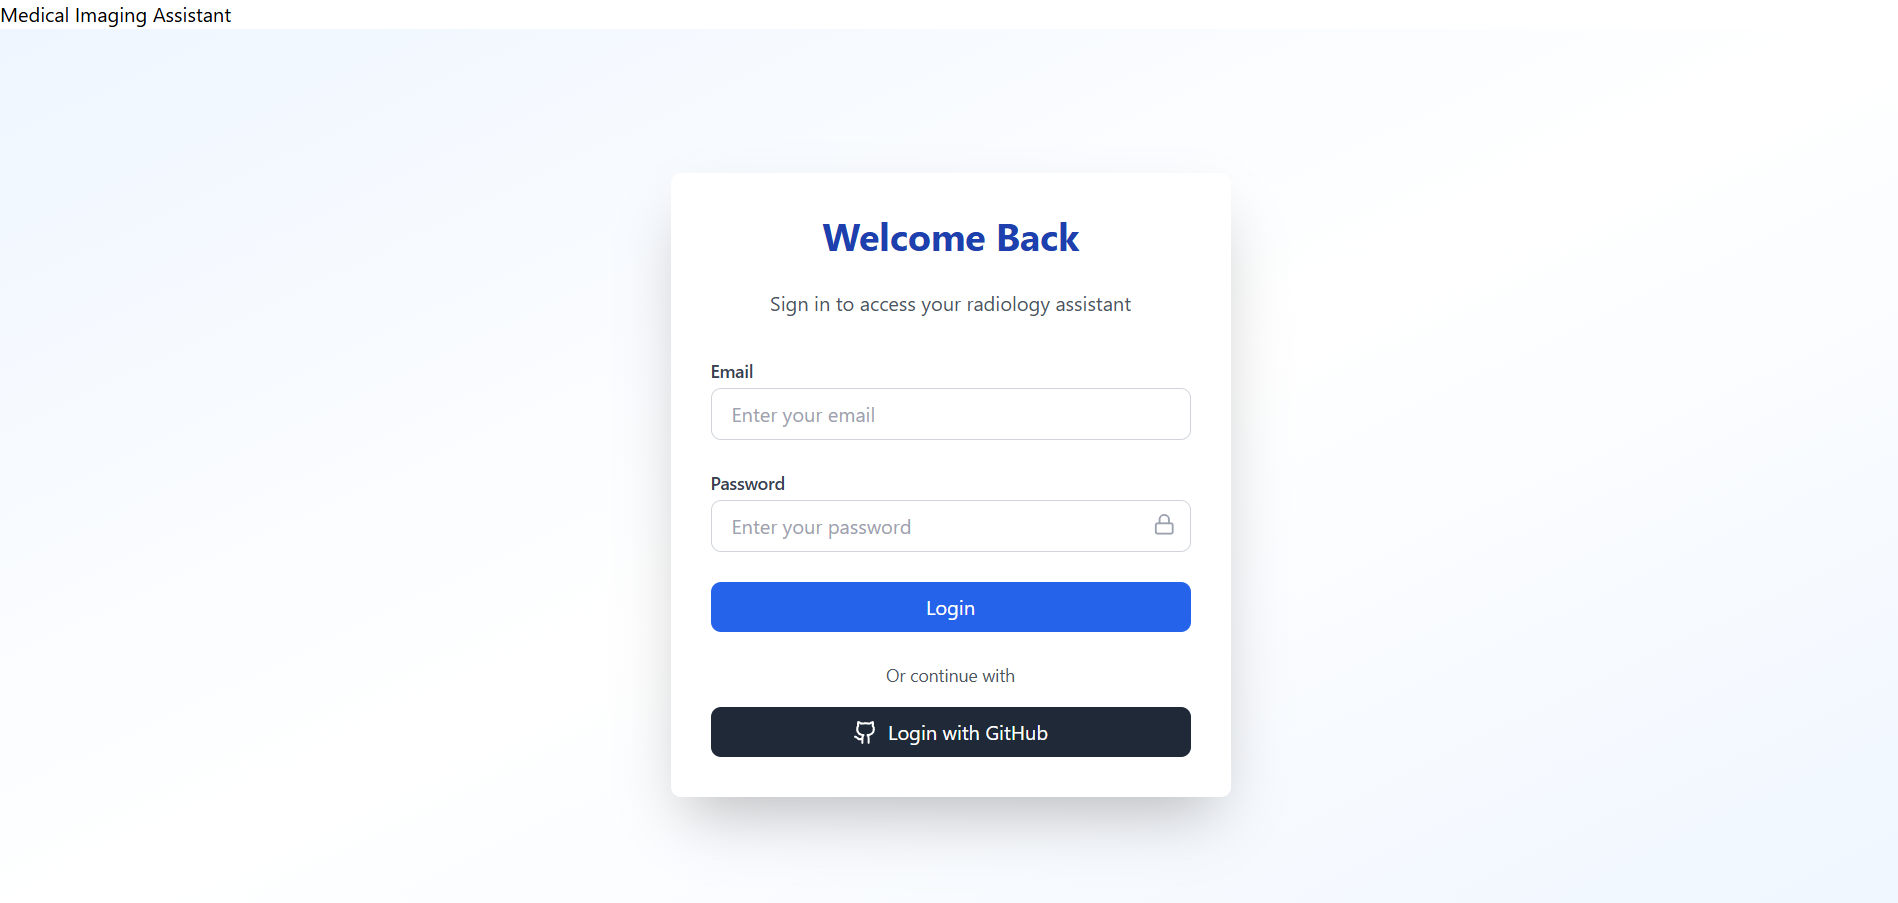 Medical Imaging Assistant
Welcome Back
Sign in to access your radiology assistant
Email
Enter your email
Password
Enter your password
Login
Or continue with
Login with GitHub